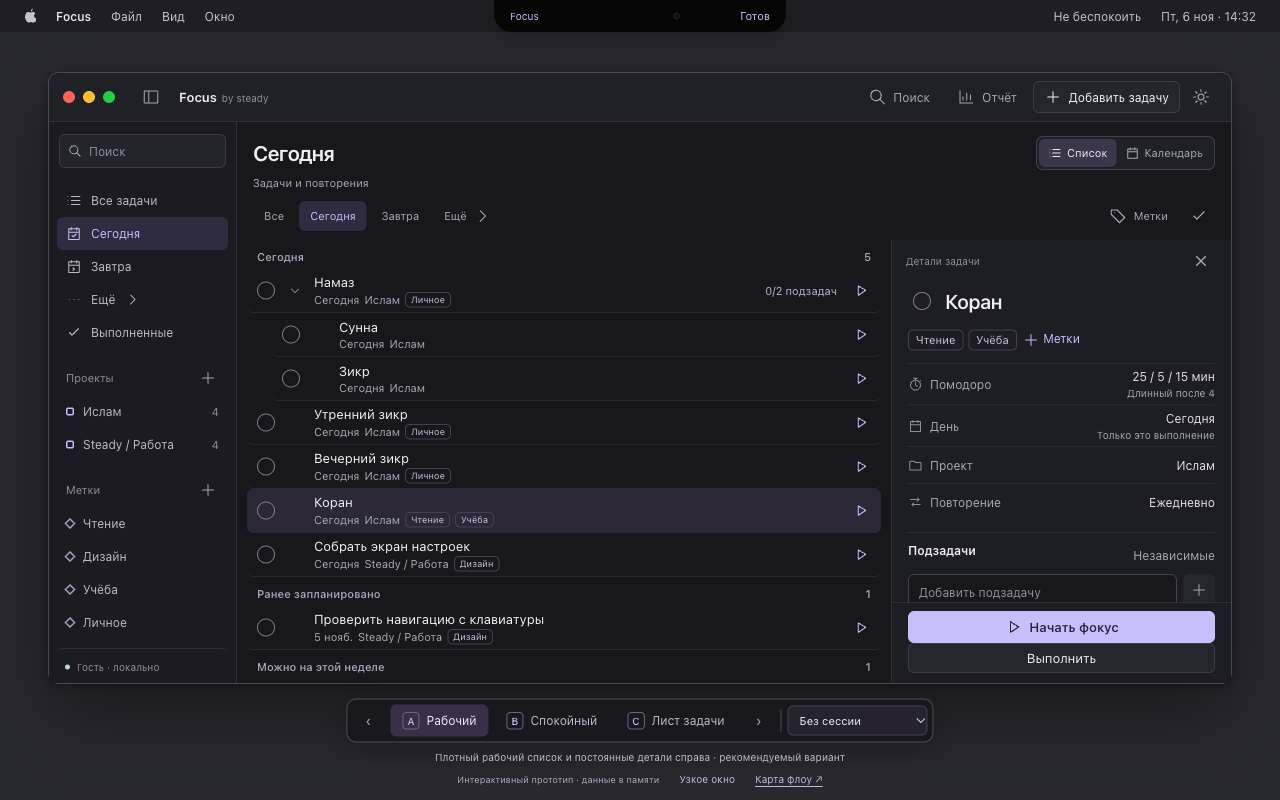 Focus Файл Вид Окно
Focus Готов
Не беспокоить Пт, 6 ноя · 14:32
Focus by steady
Поиск Отчёт Добавить задачу
Поиск
Все задачи
Сегодня
Завтра
Ещё
Выполненные
Проекты
Ислам 4
Steady / Работа 4
Метки
Чтение
Дизайн
Учёба
Личное
Гость · локально
Сегодня
Список Календарь
Задачи и повторения
Все Сегодня Завтра Ещё
Метки
Сегодня 5
Намаз
Сегодня Ислам Личное
0/2 подзадач
Сунна
Сегодня Ислам
Зикр
Сегодня Ислам
Утренний зикр
Сегодня Ислам Личное
Вечерний зикр
Сегодня Ислам Личное
Коран
Сегодня Ислам Чтение Учёба
Собрать экран настроек
Сегодня Steady / Работа Дизайн
Ранее запланировано 1
Проверить навигацию с клавиатуры
5 нояб. Steady / Работа Дизайн
Можно на этой неделе 1
Детали задачи
Коран
Чтение Учёба Метки
Помодоро 25 / 5 / 15 мин
Длинный после 4
День Сегодня
Только это выполнение
Проект Ислам
Повторение Ежедневно
Подзадачи Независимые
Добавить подзадачу
Начать фокус
Выполнить
‹ A Рабочий B Спокойный C Лист задачи › Без сессии
Плотный рабочий список и постоянные детали справа · рекомендуемый вариант
Интерактивный прототип · данные в памяти Узкое окно Карта флоу ↗